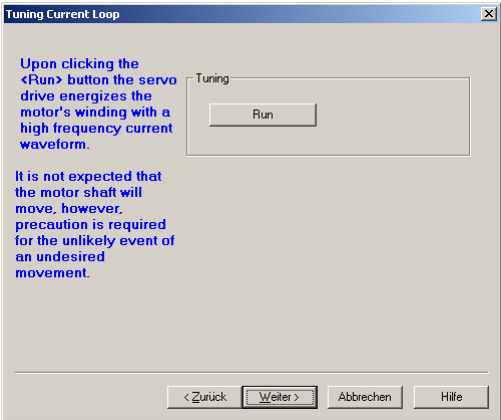 Tuning Current Loop
Upon clicking the
<Run> button the servo
drive energizes the
motor's winding with a
high frequency current
waveform.
It is not expected that
the motor shaft will
move, however,
precaution is required
for the unlikely event of
an undesired
movement.
Tuning
Run
< Zurück
Weiter >
Abbrechen
Hilfe